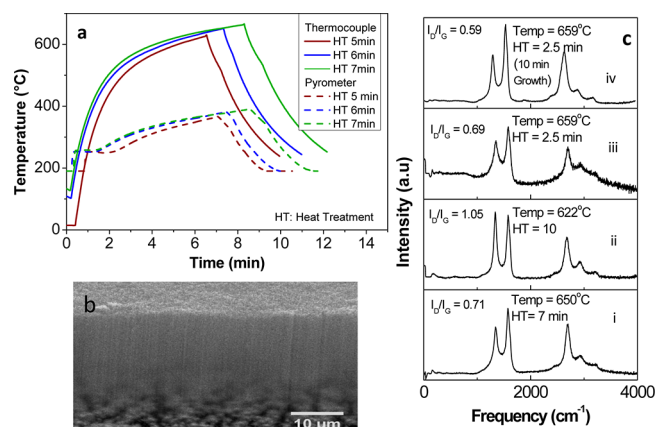 a
Thermocouple
HT 5min
HT 6min
HT 7min
Pyrometer
HT 5 min
HT 6min
HT 7min
HT: Heat Treatment
Temperature (°C)
600
400
200
0
0 2 4 6 8 10 12 14
Time (min)
b
10 µm
c
I_D/I_G = 0.59
Temp = 659°C
HT = 2.5 min
(10 min
Growth)
iv
I_D/I_G = 0.69
Temp = 659°C
HT = 2.5 min
iii
I_D/I_G = 1.05
Temp = 622°C
HT = 10
ii
I_D/I_G = 0.71
Temp = 650°C
HT= 7 min
i
Intensity (a.u)
0 2000 4000
Frequency (cm⁻¹)